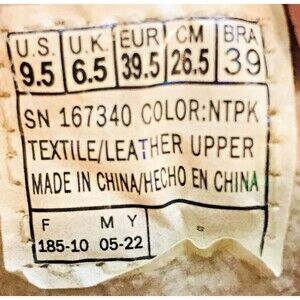 U.S. U.K. EUR CM BRA
9.5 6.5 39.5 26.5 39
SN 167340 COLOR:NTPK
TEXTILE/LEATHER UPPER
MADE IN CHINA/HECHO EN CHINA
F M Y
185-10 05-22